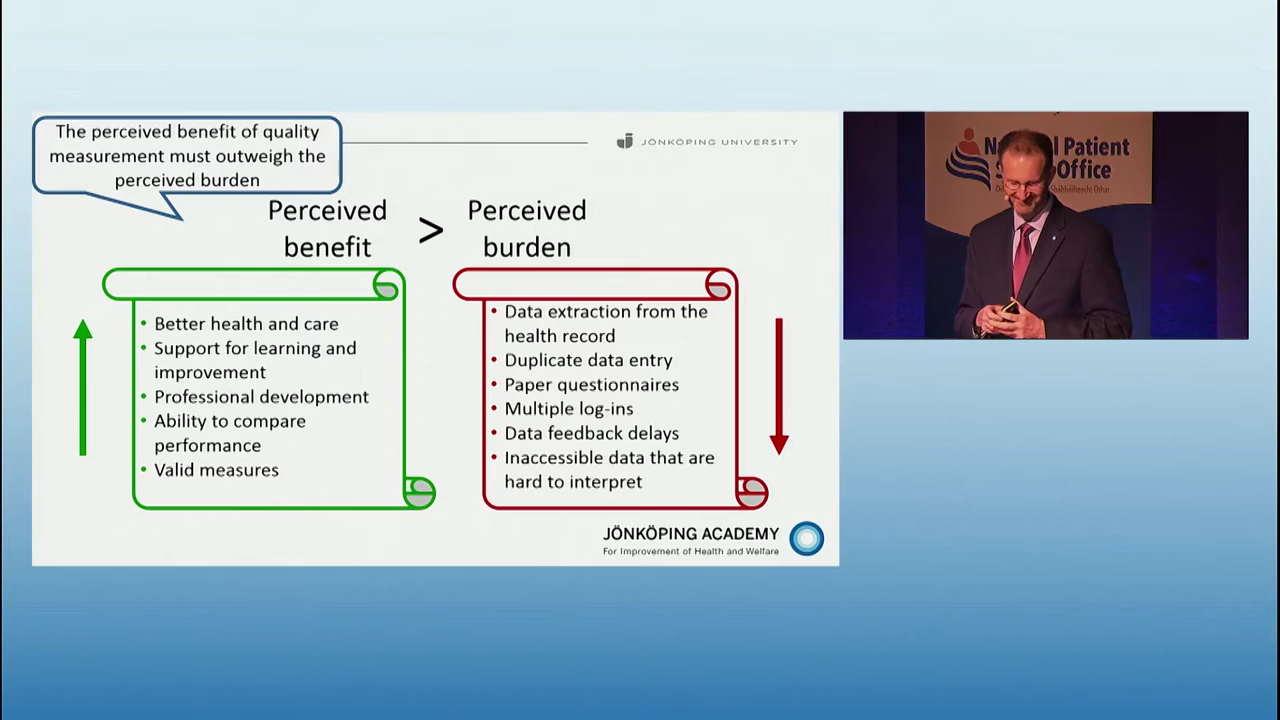 The perceived benefit of quality
measurement must outweigh the
perceived burden
JÖNKÖPING UNIVERSITY
Perceived
benefit
>
Perceived
burden
• Better health and care
• Support for learning and
improvement
• Professional development
• Ability to compare
performance
• Valid measures
• Data extraction from the
health record
• Duplicate data entry
• Paper questionnaires
• Multiple log-ins
• Data feedback delays
• Inaccessible data that are
hard to interpret
JÖNKÖPING ACADEMY
For Improvement of Health and Welfare
Patient
Office